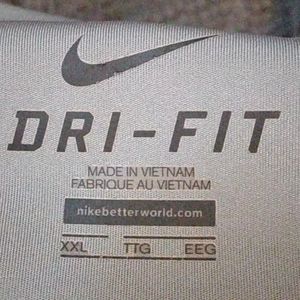 DRI-FIT
MADE IN VIETNAM
FABRIQUE AU VIETNAM
nikebetterworld.com
XXL TTG EEG